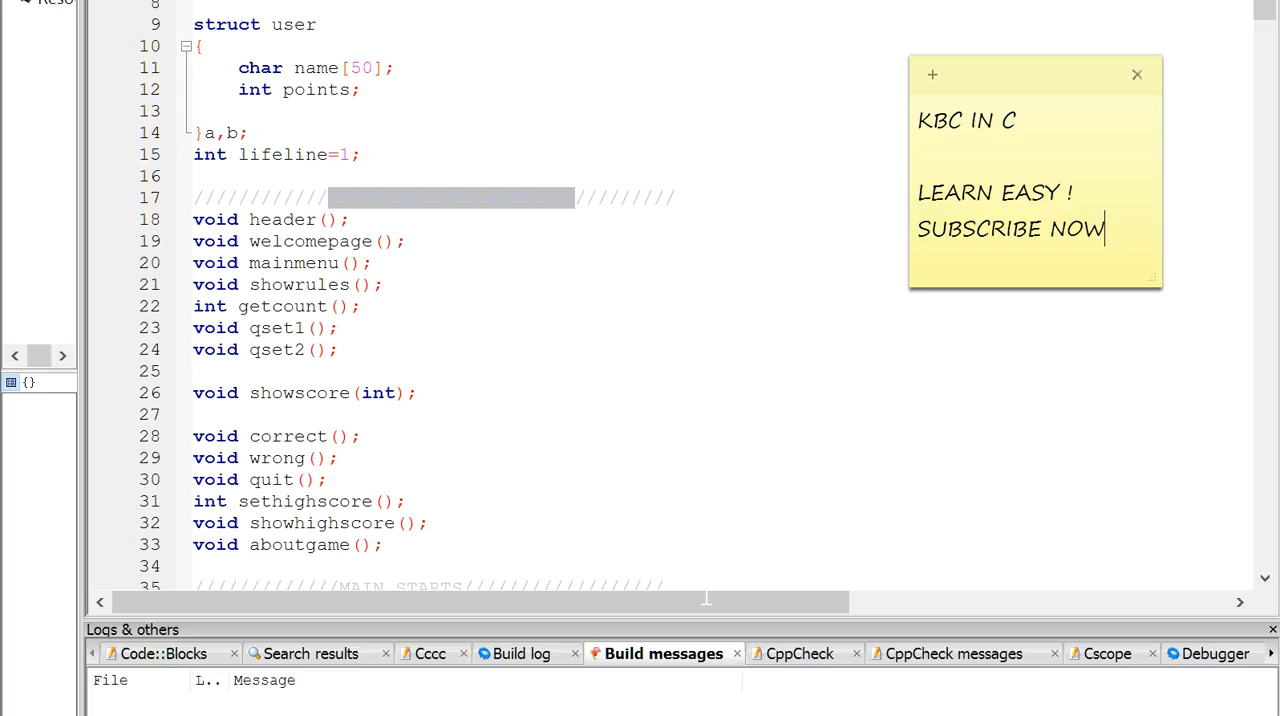 Reso
8
9 struct user
10 {
11 char name[50];
12 int points;
13
14 }a,b;
15 int lifeline=1;
16
17 //////////// /////////
18 void header();
19 void welcomepage();
20 void mainmenu();
21 void showrules();
22 int getcount();
23 void qset1();
24 void qset2();
25
26 void showscore(int);
27
28 void correct();
29 void wrong();
30 void quit();
31 int sethighscore();
32 void showhighscore();
33 void aboutgame();
34
35 /////////////MAIN STARTS//////////////////
KBC IN C
LEARN EASY !
SUBSCRIBE NOW
{}
Logs & others
Code::Blocks Search results Cccc Build log Build messages CppCheck CppCheck messages Cscope Debugger
File L.. Message